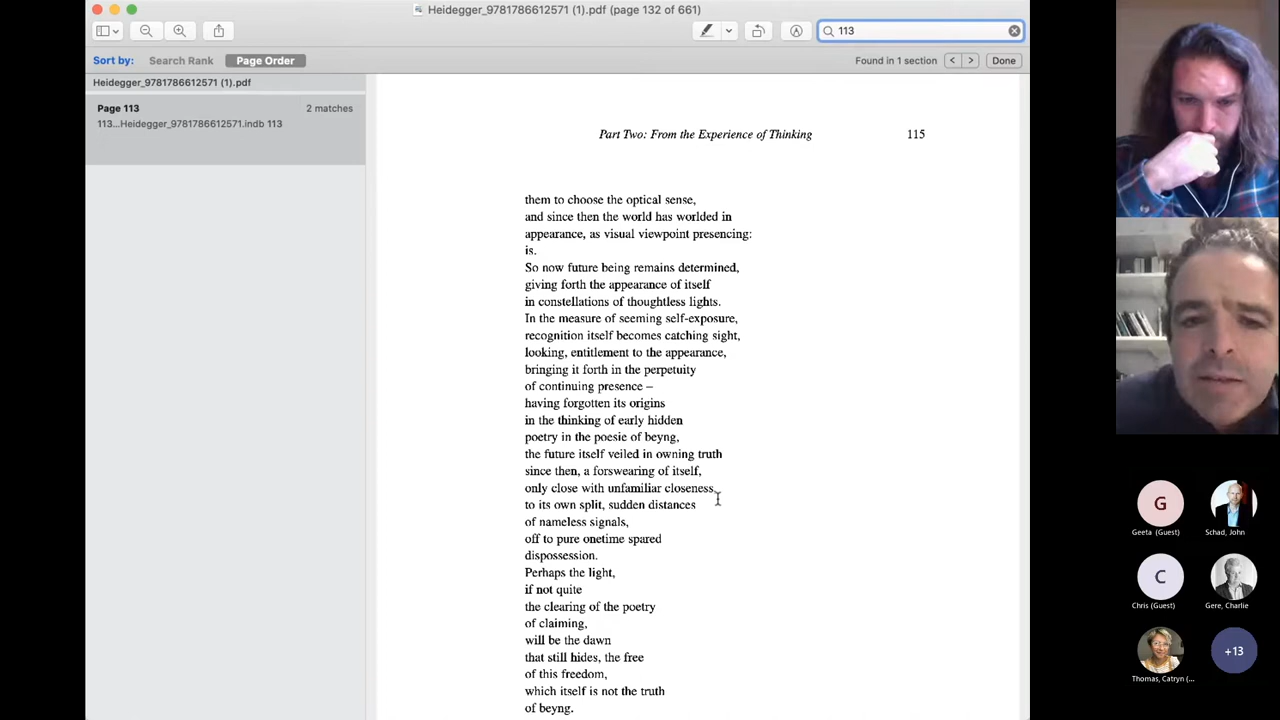 Heidegger_9781786612571 (1).pdf (page 132 of 661)
113
Sort by: Search Rank Page Order
Found in 1 section Done
Heidegger_9781786612571 (1).pdf
Page 113 2 matches
113...Heidegger_9781786612571.indb 113
Part Two: From the Experience of Thinking 115
them to choose the optical sense,
and since then the world has worlded in
appearance, as visual viewpoint presencing:
is.
So now future being remains determined,
giving forth the appearance of itself
in constellations of thoughtless lights.
In the measure of seeming self-exposure,
recognition itself becomes catching sight,
looking, entitlement to the appearance,
bringing it forth in the perpetuity
of continuing presence –
having forgotten its origins
in the thinking of early hidden
poetry in the poesie of beyng,
the future itself veiled in owning truth
since then, a forswearing of itself,
only close with unfamiliar closeness
to its own split, sudden distances
of nameless signals,
off to pure onetime spared
dispossession.
Perhaps the light,
if not quite
the clearing of the poetry
of claiming,
will be the dawn
that still hides, the free
of this freedom,
which itself is not the truth
of beyng.
G
Geeta (Guest) Schad, John
C
Chris (Guest) Gere, Charlie
+13
Thomas, Catryn (...